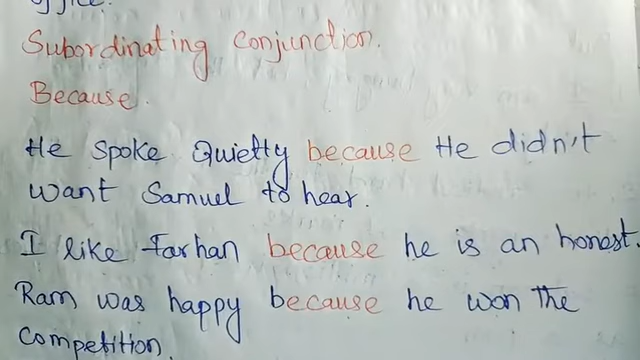 office.
Subordinating Conjunction.
Because.
He spoke Quietly because He didn't
want Samuel to hear.
I like Farhan because he is an honest.
Ram was happy because he won the
Competition.